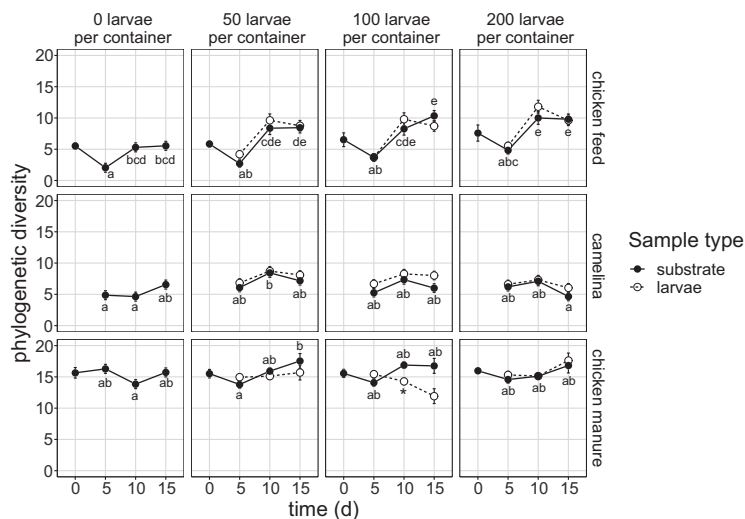 0 larvae
per container
50 larvae
per container
100 larvae
per container
200 larvae
per container
phylogenetic diversity
20
15
10
5
0
a
bcd
bcd
ab
cde
de
ab
cde
e
abc
e
e
chicken feed
20
15
10
5
0
a
a
ab
ab
b
ab
ab
ab
ab
ab
ab
a
camelina
20
15
10
5
0
ab
a
ab
a
ab
b
ab
ab
*
ab
ab
ab
ab
chicken manure
0 5 10 15
0 5 10 15
0 5 10 15
0 5 10 15
time (d)
Sample type
substrate
larvae